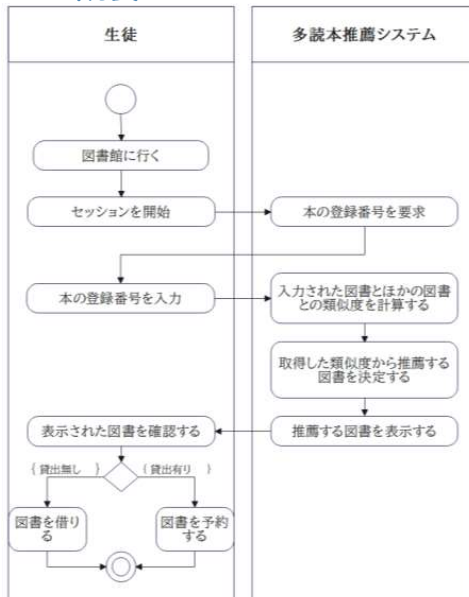 生徒
多読本推薦システム
図書館に行く
セッションを開始
本の登録番号を要求
本の登録番号を入力
入力された図書とほかの図書
との類似度を計算する
取得した類似度から推薦する
図書を決定する
推薦する図書を表示する
表示された図書を確認する
{ 貸出無し }
{ 貸出有り }
図書を借り
る
図書を予約
する